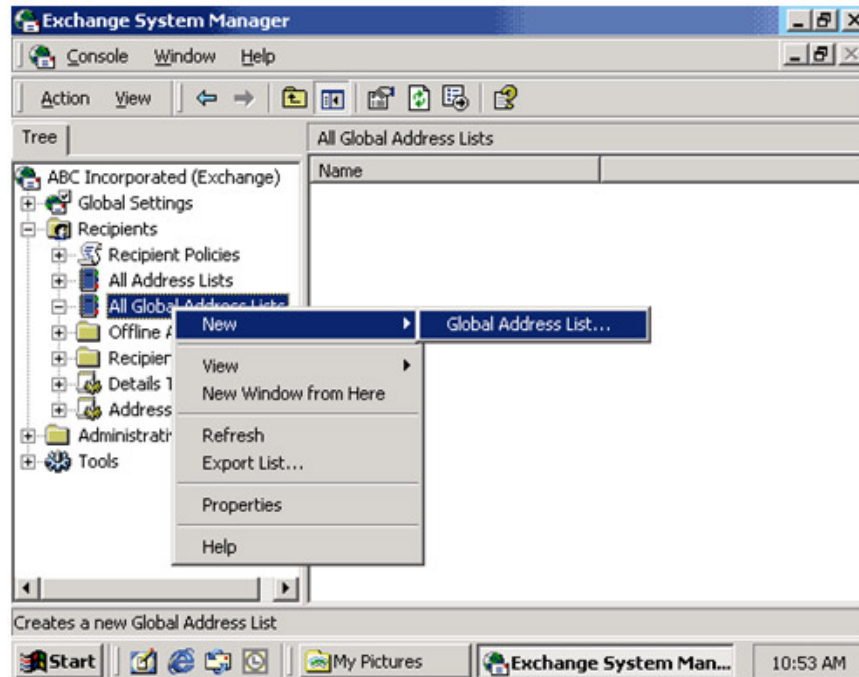 Exchange System Manager
Console Window Help
Action View
Tree
All Global Address Lists
Name
ABC Incorporated (Exchange)
Global Settings
Recipients
Recipient Policies
All Address Lists
All Global Address Lists
New
Global Address List...
Offline
View
New Window from Here
Details
Address
Refresh
Export List...
Tools
Properties
Help
Creates a new Global Address List
Start
My Pictures
Exchange System Man...
10:53 AM